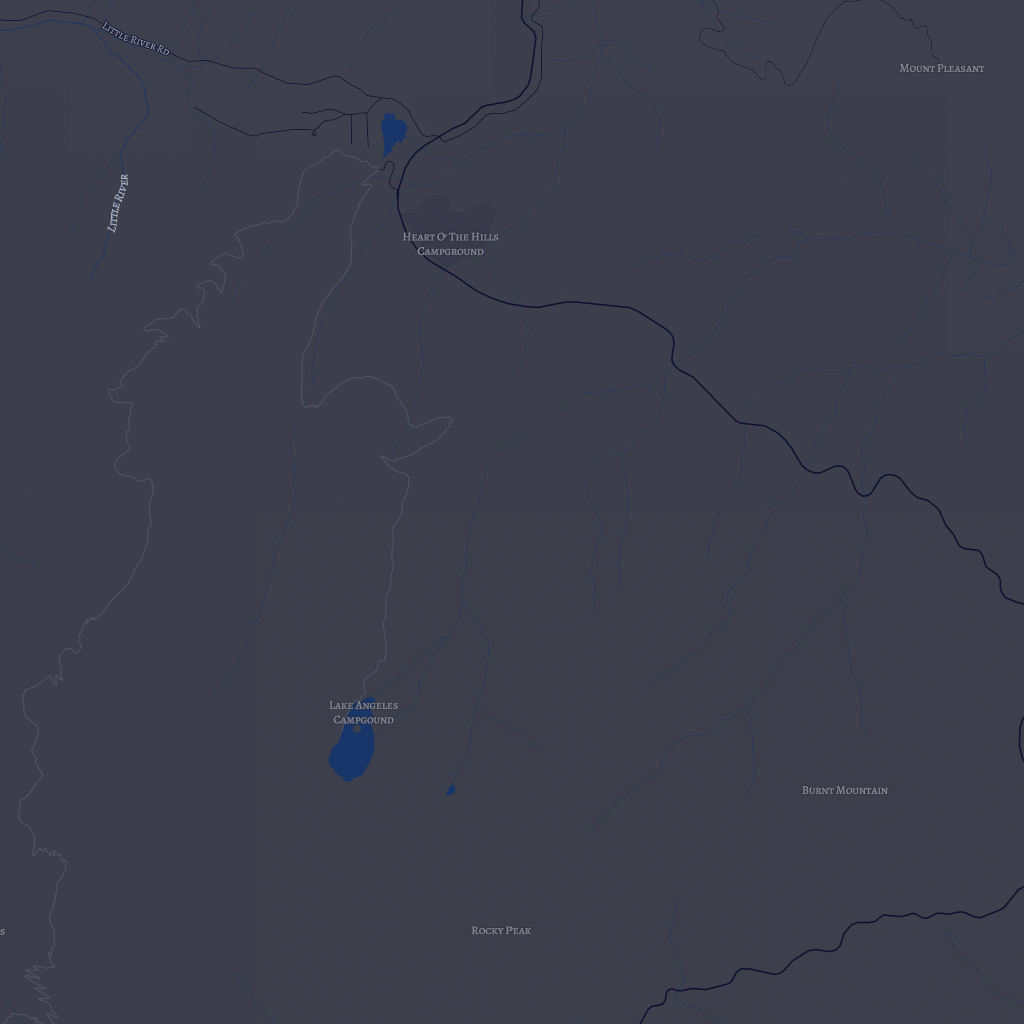 Little River Rd
Mount Pleasant
Little River
Heart O' The Hills
Campground
Lake Angeles
Campgound
Burnt Mountain
Rocky Peak
s